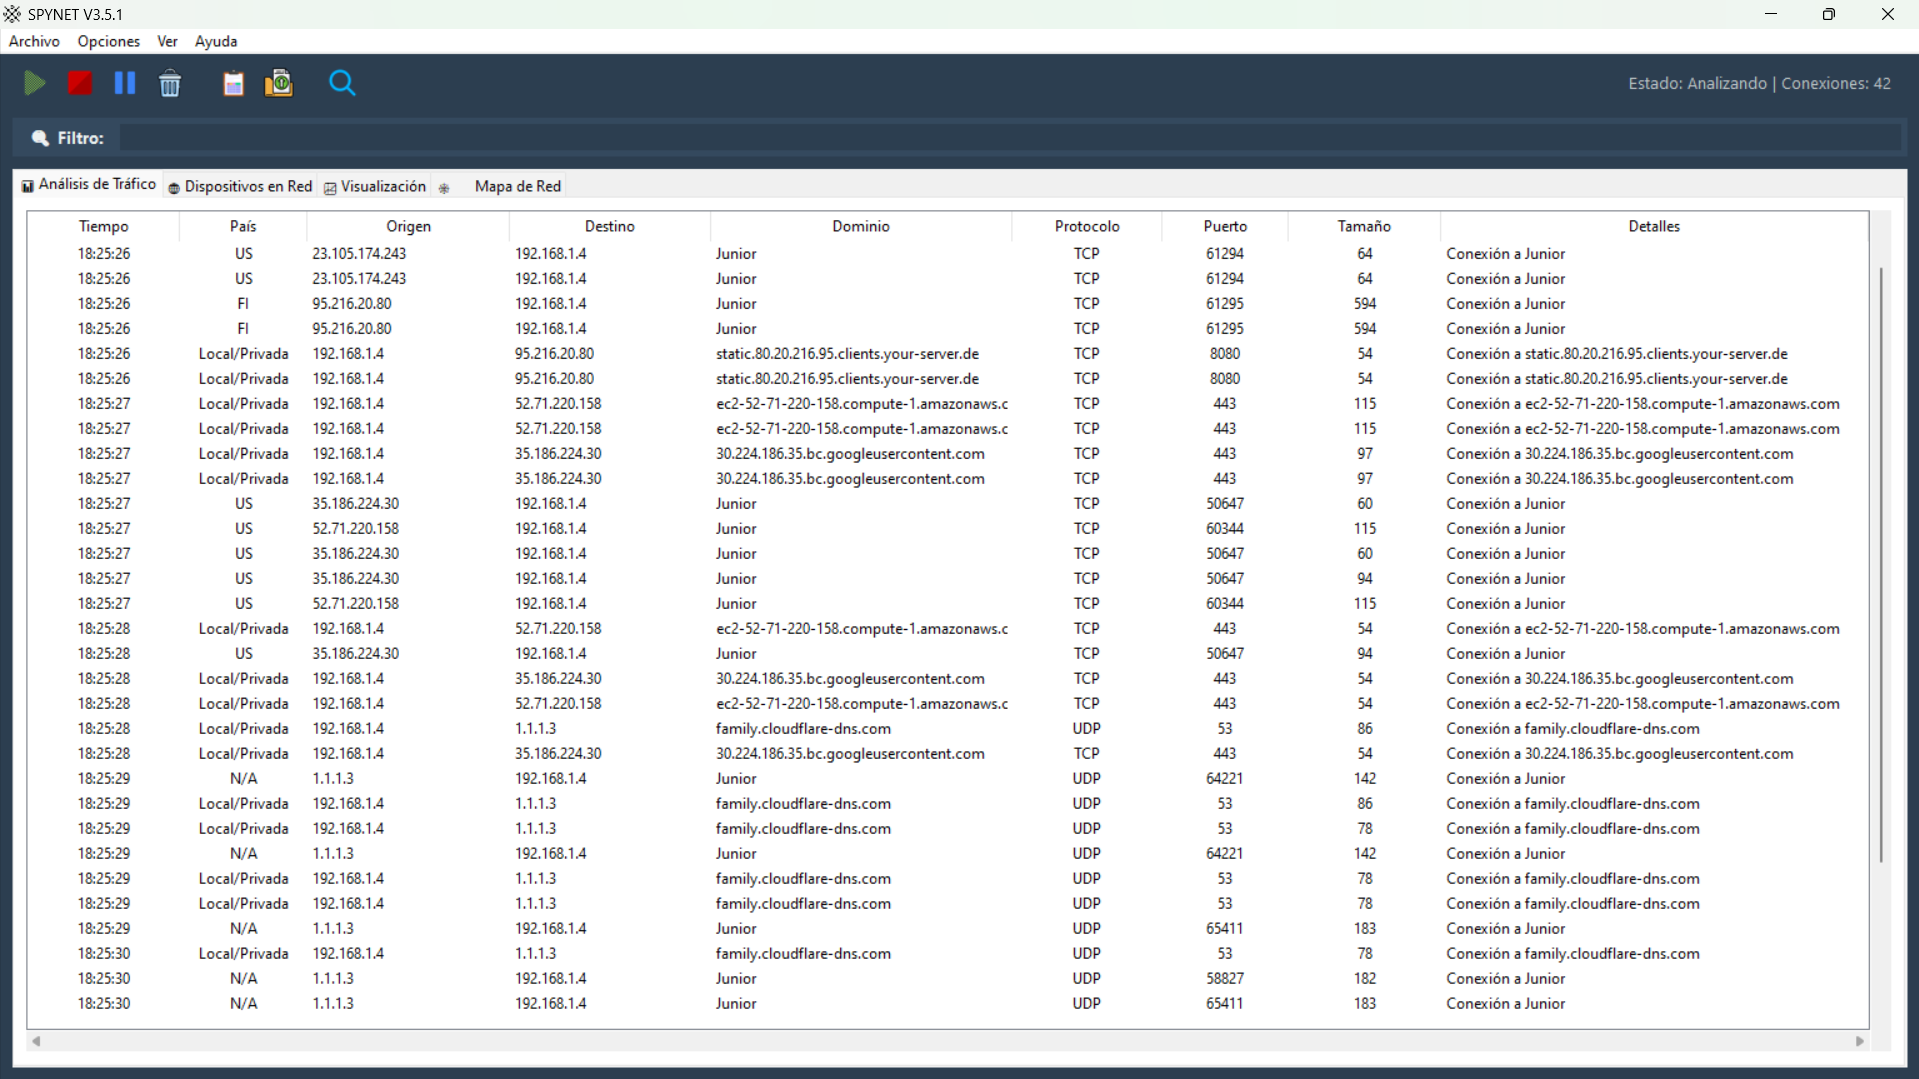 SPYNET V3.5.1
Archivo Opciones Ver Ayuda
Estado: Analizando | Conexiones: 42
Filtro:
Análisis de Tráfico Dispositivos en Red Visualización Mapa de Red
Tiempo País Origen Destino Dominio Protocolo Puerto Tamaño Detalles
18:25:26 US 23.105.174.243 192.168.1.4 Junior TCP 61294 64 Conexión a Junior
18:25:26 US 23.105.174.243 192.168.1.4 Junior TCP 61294 64 Conexión a Junior
18:25:26 FI 95.216.20.80 192.168.1.4 Junior TCP 61295 594 Conexión a Junior
18:25:26 FI 95.216.20.80 192.168.1.4 Junior TCP 61295 594 Conexión a Junior
18:25:26 Local/Privada 192.168.1.4 95.216.20.80 static.80.20.216.95.clients.your-server.de TCP 8080 54 Conexión a static.80.20.216.95.clients.your-server.de
18:25:26 Local/Privada 192.168.1.4 95.216.20.80 static.80.20.216.95.clients.your-server.de TCP 8080 54 Conexión a static.80.20.216.95.clients.your-server.de
18:25:27 Local/Privada 192.168.1.4 52.71.220.158 ec2-52-71-220-158.compute-1.amazonaws.c TCP 443 115 Conexión a ec2-52-71-220-158.compute-1.amazonaws.com
18:25:27 Local/Privada 192.168.1.4 52.71.220.158 ec2-52-71-220-158.compute-1.amazonaws.c TCP 443 115 Conexión a ec2-52-71-220-158.compute-1.amazonaws.com
18:25:27 Local/Privada 192.168.1.4 35.186.224.30 30.224.186.35.bc.googleusercontent.com TCP 443 97 Conexión a 30.224.186.35.bc.googleusercontent.com
18:25:27 Local/Privada 192.168.1.4 35.186.224.30 30.224.186.35.bc.googleusercontent.com TCP 443 97 Conexión a 30.224.186.35.bc.googleusercontent.com
18:25:27 US 35.186.224.30 192.168.1.4 Junior TCP 50647 60 Conexión a Junior
18:25:27 US 52.71.220.158 192.168.1.4 Junior TCP 60344 115 Conexión a Junior
18:25:27 US 35.186.224.30 192.168.1.4 Junior TCP 50647 60 Conexión a Junior
18:25:27 US 35.186.224.30 192.168.1.4 Junior TCP 50647 94 Conexión a Junior
18:25:27 US 52.71.220.158 192.168.1.4 Junior TCP 60344 115 Conexión a Junior
18:25:28 Local/Privada 192.168.1.4 52.71.220.158 ec2-52-71-220-158.compute-1.amazonaws.c TCP 443 54 Conexión a ec2-52-71-220-158.compute-1.amazonaws.com
18:25:28 US 35.186.224.30 192.168.1.4 Junior TCP 50647 94 Conexión a Junior
18:25:28 Local/Privada 192.168.1.4 35.186.224.30 30.224.186.35.bc.googleusercontent.com TCP 443 54 Conexión a 30.224.186.35.bc.googleusercontent.com
18:25:28 Local/Privada 192.168.1.4 52.71.220.158 ec2-52-71-220-158.compute-1.amazonaws.c TCP 443 54 Conexión a ec2-52-71-220-158.compute-1.amazonaws.com
18:25:28 Local/Privada 192.168.1.4 1.1.1.3 family.cloudflare-dns.com UDP 53 86 Conexión a family.cloudflare-dns.com
18:25:28 Local/Privada 192.168.1.4 35.186.224.30 30.224.186.35.bc.googleusercontent.com TCP 443 54 Conexión a 30.224.186.35.bc.googleusercontent.com
18:25:29 N/A 1.1.1.3 192.168.1.4 Junior UDP 64221 142 Conexión a Junior
18:25:29 Local/Privada 192.168.1.4 1.1.1.3 family.cloudflare-dns.com UDP 53 86 Conexión a family.cloudflare-dns.com
18:25:29 Local/Privada 192.168.1.4 1.1.1.3 family.cloudflare-dns.com UDP 53 78 Conexión a family.cloudflare-dns.com
18:25:29 N/A 1.1.1.3 192.168.1.4 Junior UDP 64221 142 Conexión a Junior
18:25:29 Local/Privada 192.168.1.4 1.1.1.3 family.cloudflare-dns.com UDP 53 78 Conexión a family.cloudflare-dns.com
18:25:29 Local/Privada 192.168.1.4 1.1.1.3 family.cloudflare-dns.com UDP 53 78 Conexión a family.cloudflare-dns.com
18:25:29 N/A 1.1.1.3 192.168.1.4 Junior UDP 65411 183 Conexión a Junior
18:25:30 Local/Privada 192.168.1.4 1.1.1.3 family.cloudflare-dns.com UDP 53 78 Conexión a family.cloudflare-dns.com
18:25:30 N/A 1.1.1.3 192.168.1.4 Junior UDP 58827 182 Conexión a Junior
18:25:30 N/A 1.1.1.3 192.168.1.4 Junior UDP 65411 183 Conexión a Junior